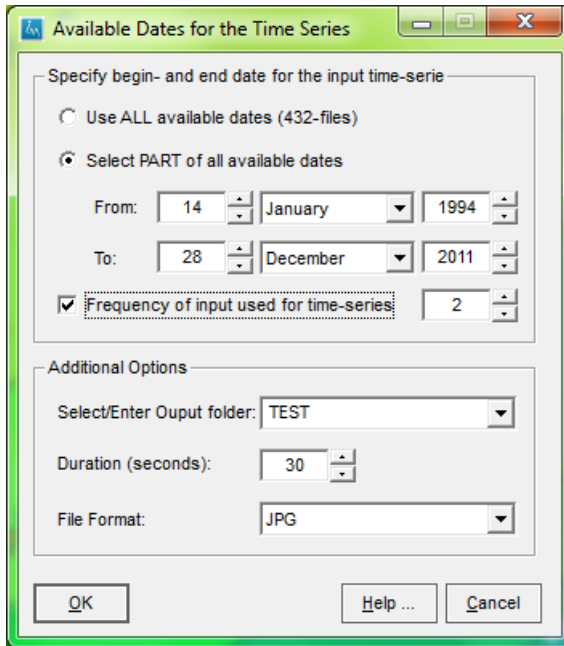 Available Dates for the Time Series
Specify begin- and end date for the input time-serie
Use ALL available dates (432-files)
Select PART of all available dates
From: 14 January 1994
To: 28 December 2011
Frequency of input used for time-series 2
Additional Options
Select/Enter Ouput folder: TEST
Duration (seconds): 30
File Format: JPG
OK Help ... Cancel